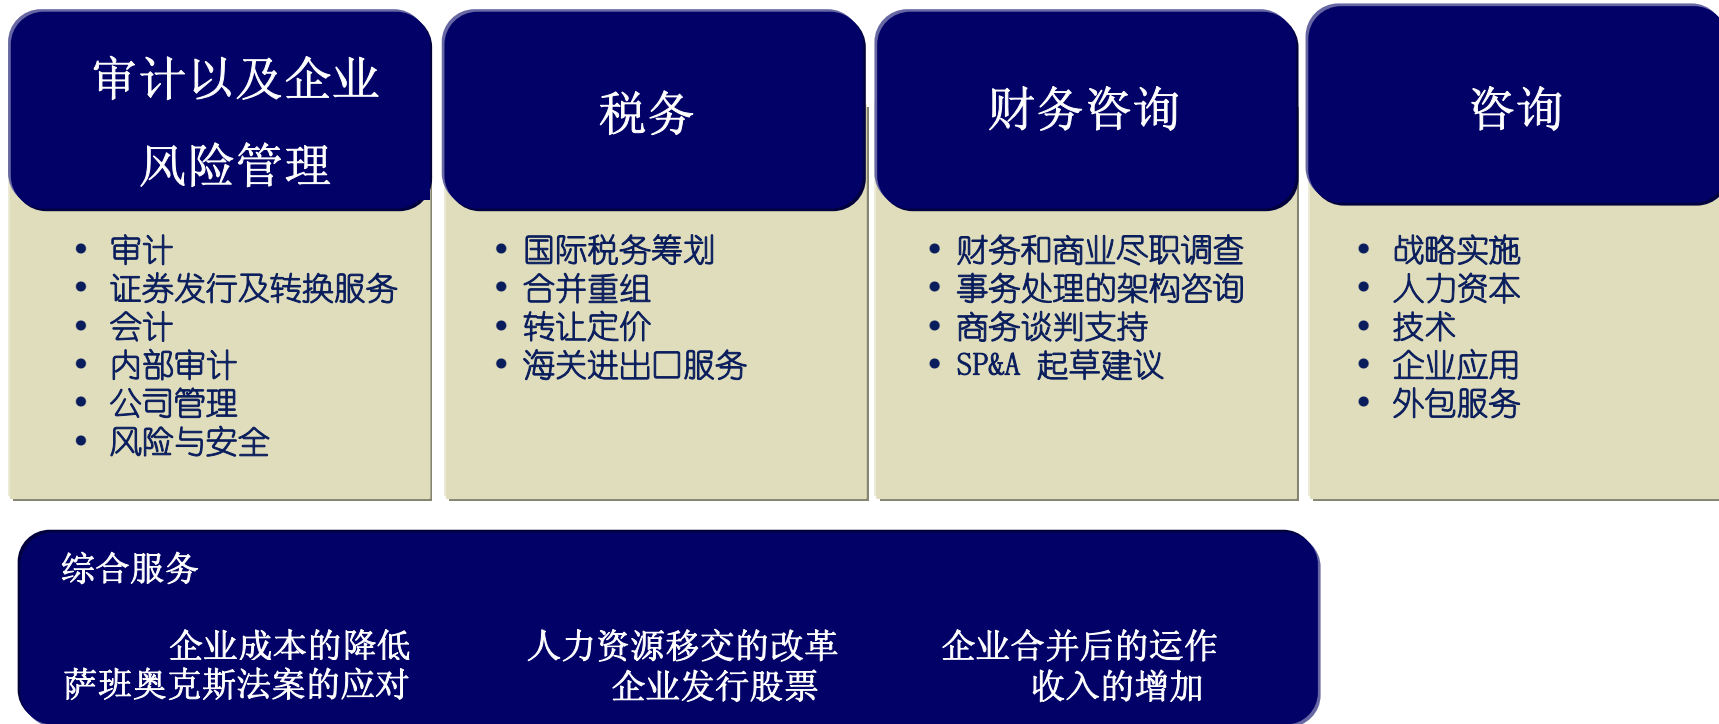 审计以及企业
风险管理
• 审计
• 证券发行及转换服务
• 会计
• 内部审计
• 公司管理
• 风险与安全
税务
• 国际税务筹划
• 合并重组
• 转让定价
• 海关进出口服务
财务咨询
• 财务和商业尽职调查
• 事务处理的架构咨询
• 商务谈判支持
• SP&A 起草建议
咨询
• 战略实施
• 人力资本
• 技术
• 企业应用
• 外包服务
综合服务
企业成本的降低
萨班奥克斯法案的应对
人力资源移交的改革
企业发行股票
企业合并后的运作
收入的增加